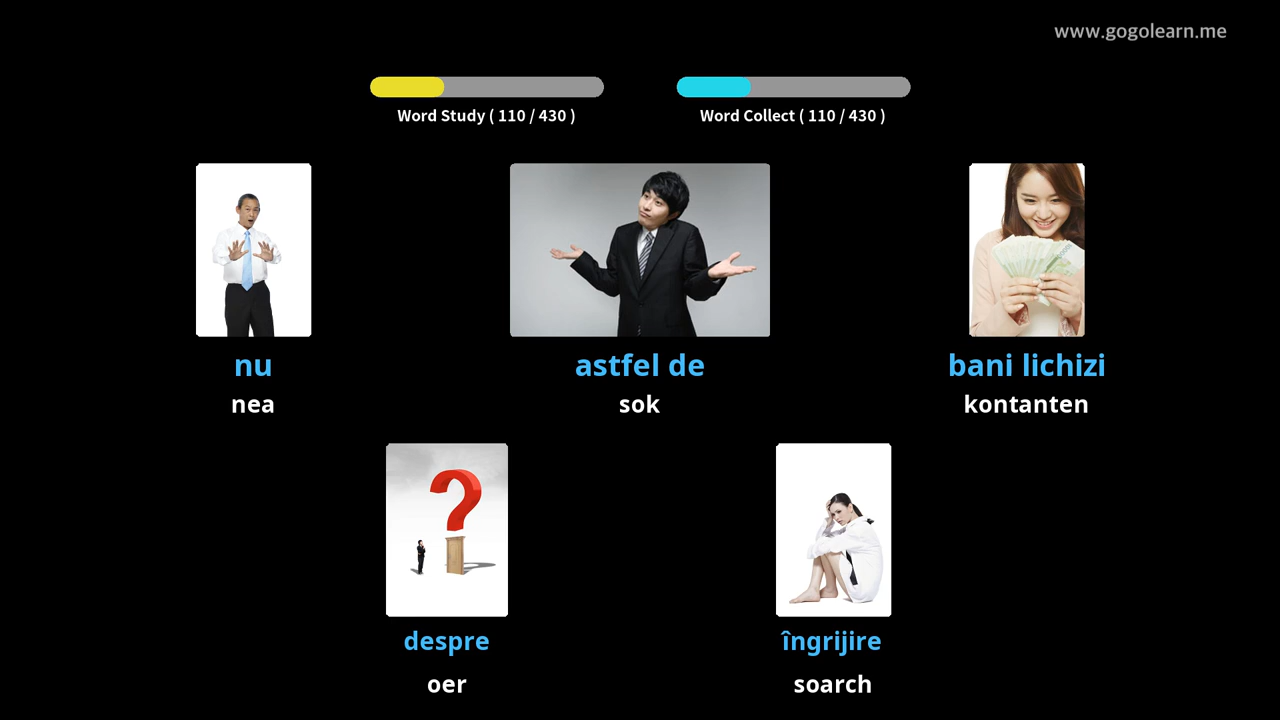 www.gogolearn.me
Word Study ( 110 / 430 )
Word Collect ( 110 / 430 )
nu
nea
astfel de
sok
bani lichizi
kontanten
despre
oer
îngrijire
soarch